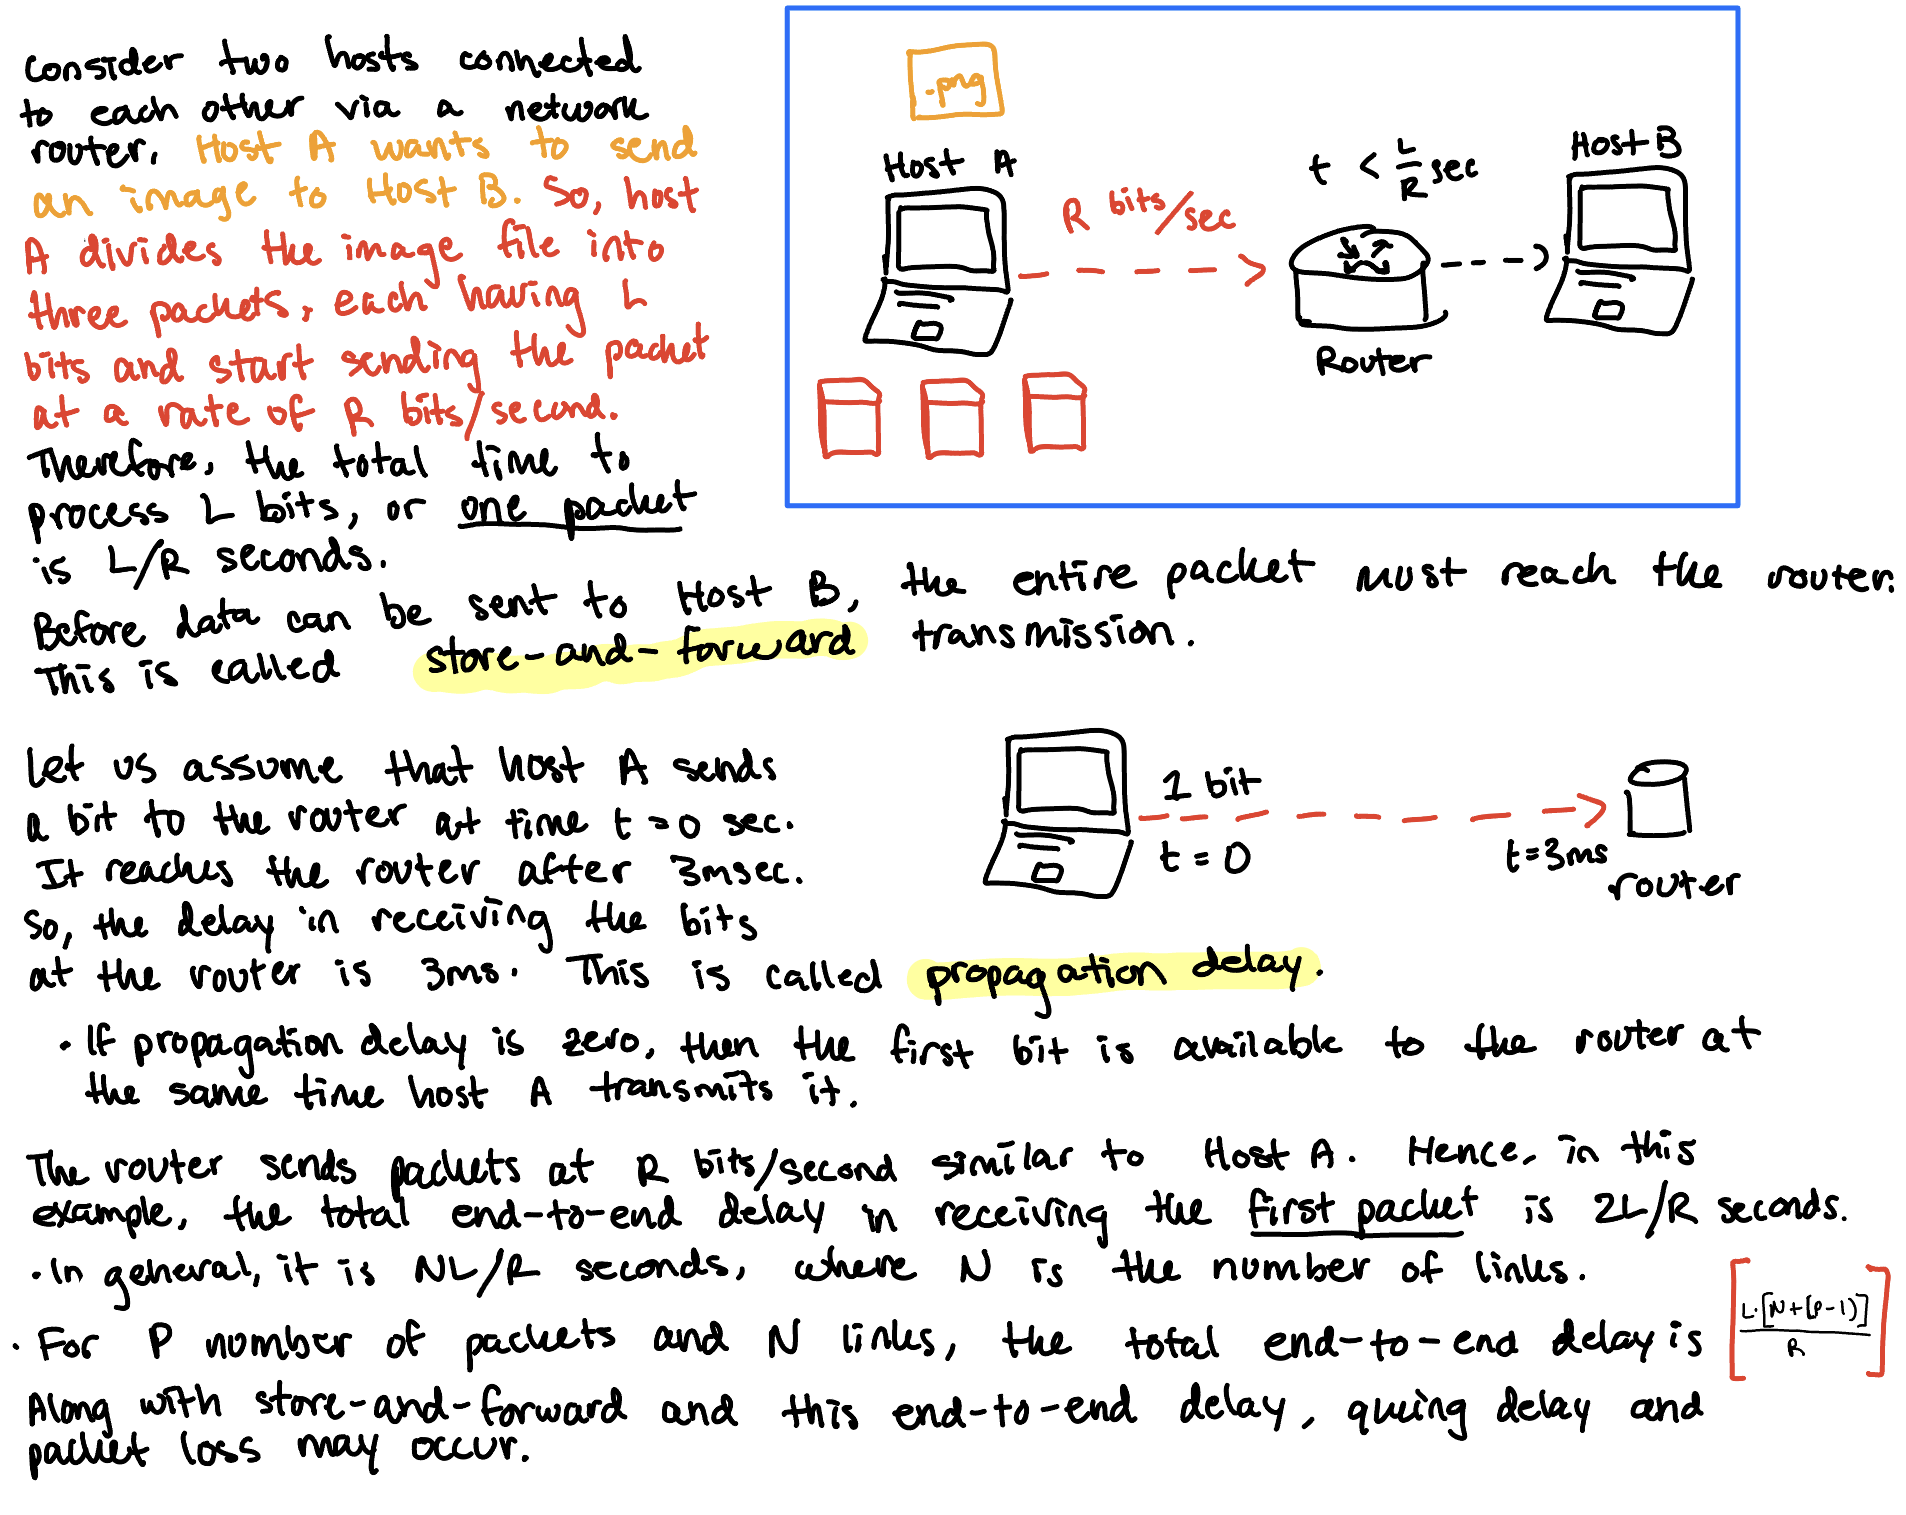 consider two hosts connected
to each other via a network
router. Host A wants to send
an image to Host B. So, host
A divides the image file into
three packets, each having L
bits and start sending the packet
at a rate of R bits/second.
Therefore, the total time to
process L bits, or one packet
is L/R seconds.
.png
Host A
R bits/sec
t < L/R sec
Host B
Router
Before data can be sent to Host B, the entire packet must reach the router.
This is called store-and-forward transmission.
Let us assume that host A sends
a bit to the router at time t=0 sec.
It reaches the router after 3msec.
So, the delay in receiving the bits
at the router is 3ms. This is called propagation delay.
1 bit
t = 0
t=3ms
router
• If propagation delay is zero, then the first bit is available to the router at
the same time host A transmits it.
The router sends packets at R bits/second similar to Host A. Hence, in this
example, the total end-to-end delay in receiving the first packet is 2L/R seconds.
• In general, it is NL/R seconds, where N is the number of links.
• For P number of packets and N links, the total end-to-end delay is [L·[N+(P-1)]/R]
Along with store-and-forward and this end-to-end delay, quing delay and
packet loss may occur.